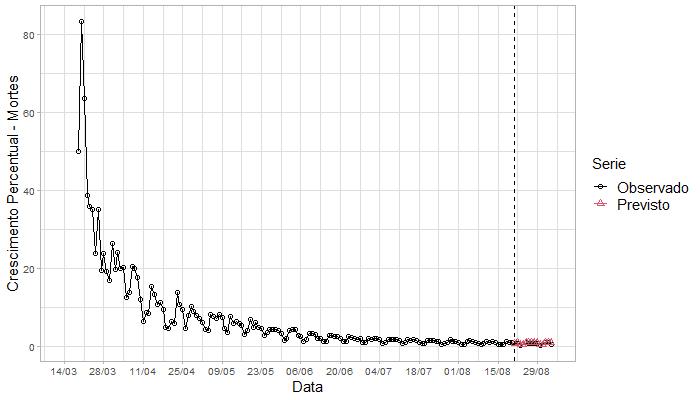 Crescimento Percentual - Mortes
80
60
40
20
0
14/03 28/03 11/04 25/04 09/05 23/05 06/06 20/06 04/07 18/07 01/08 15/08 29/08
Data
Serie
Observado
Previsto